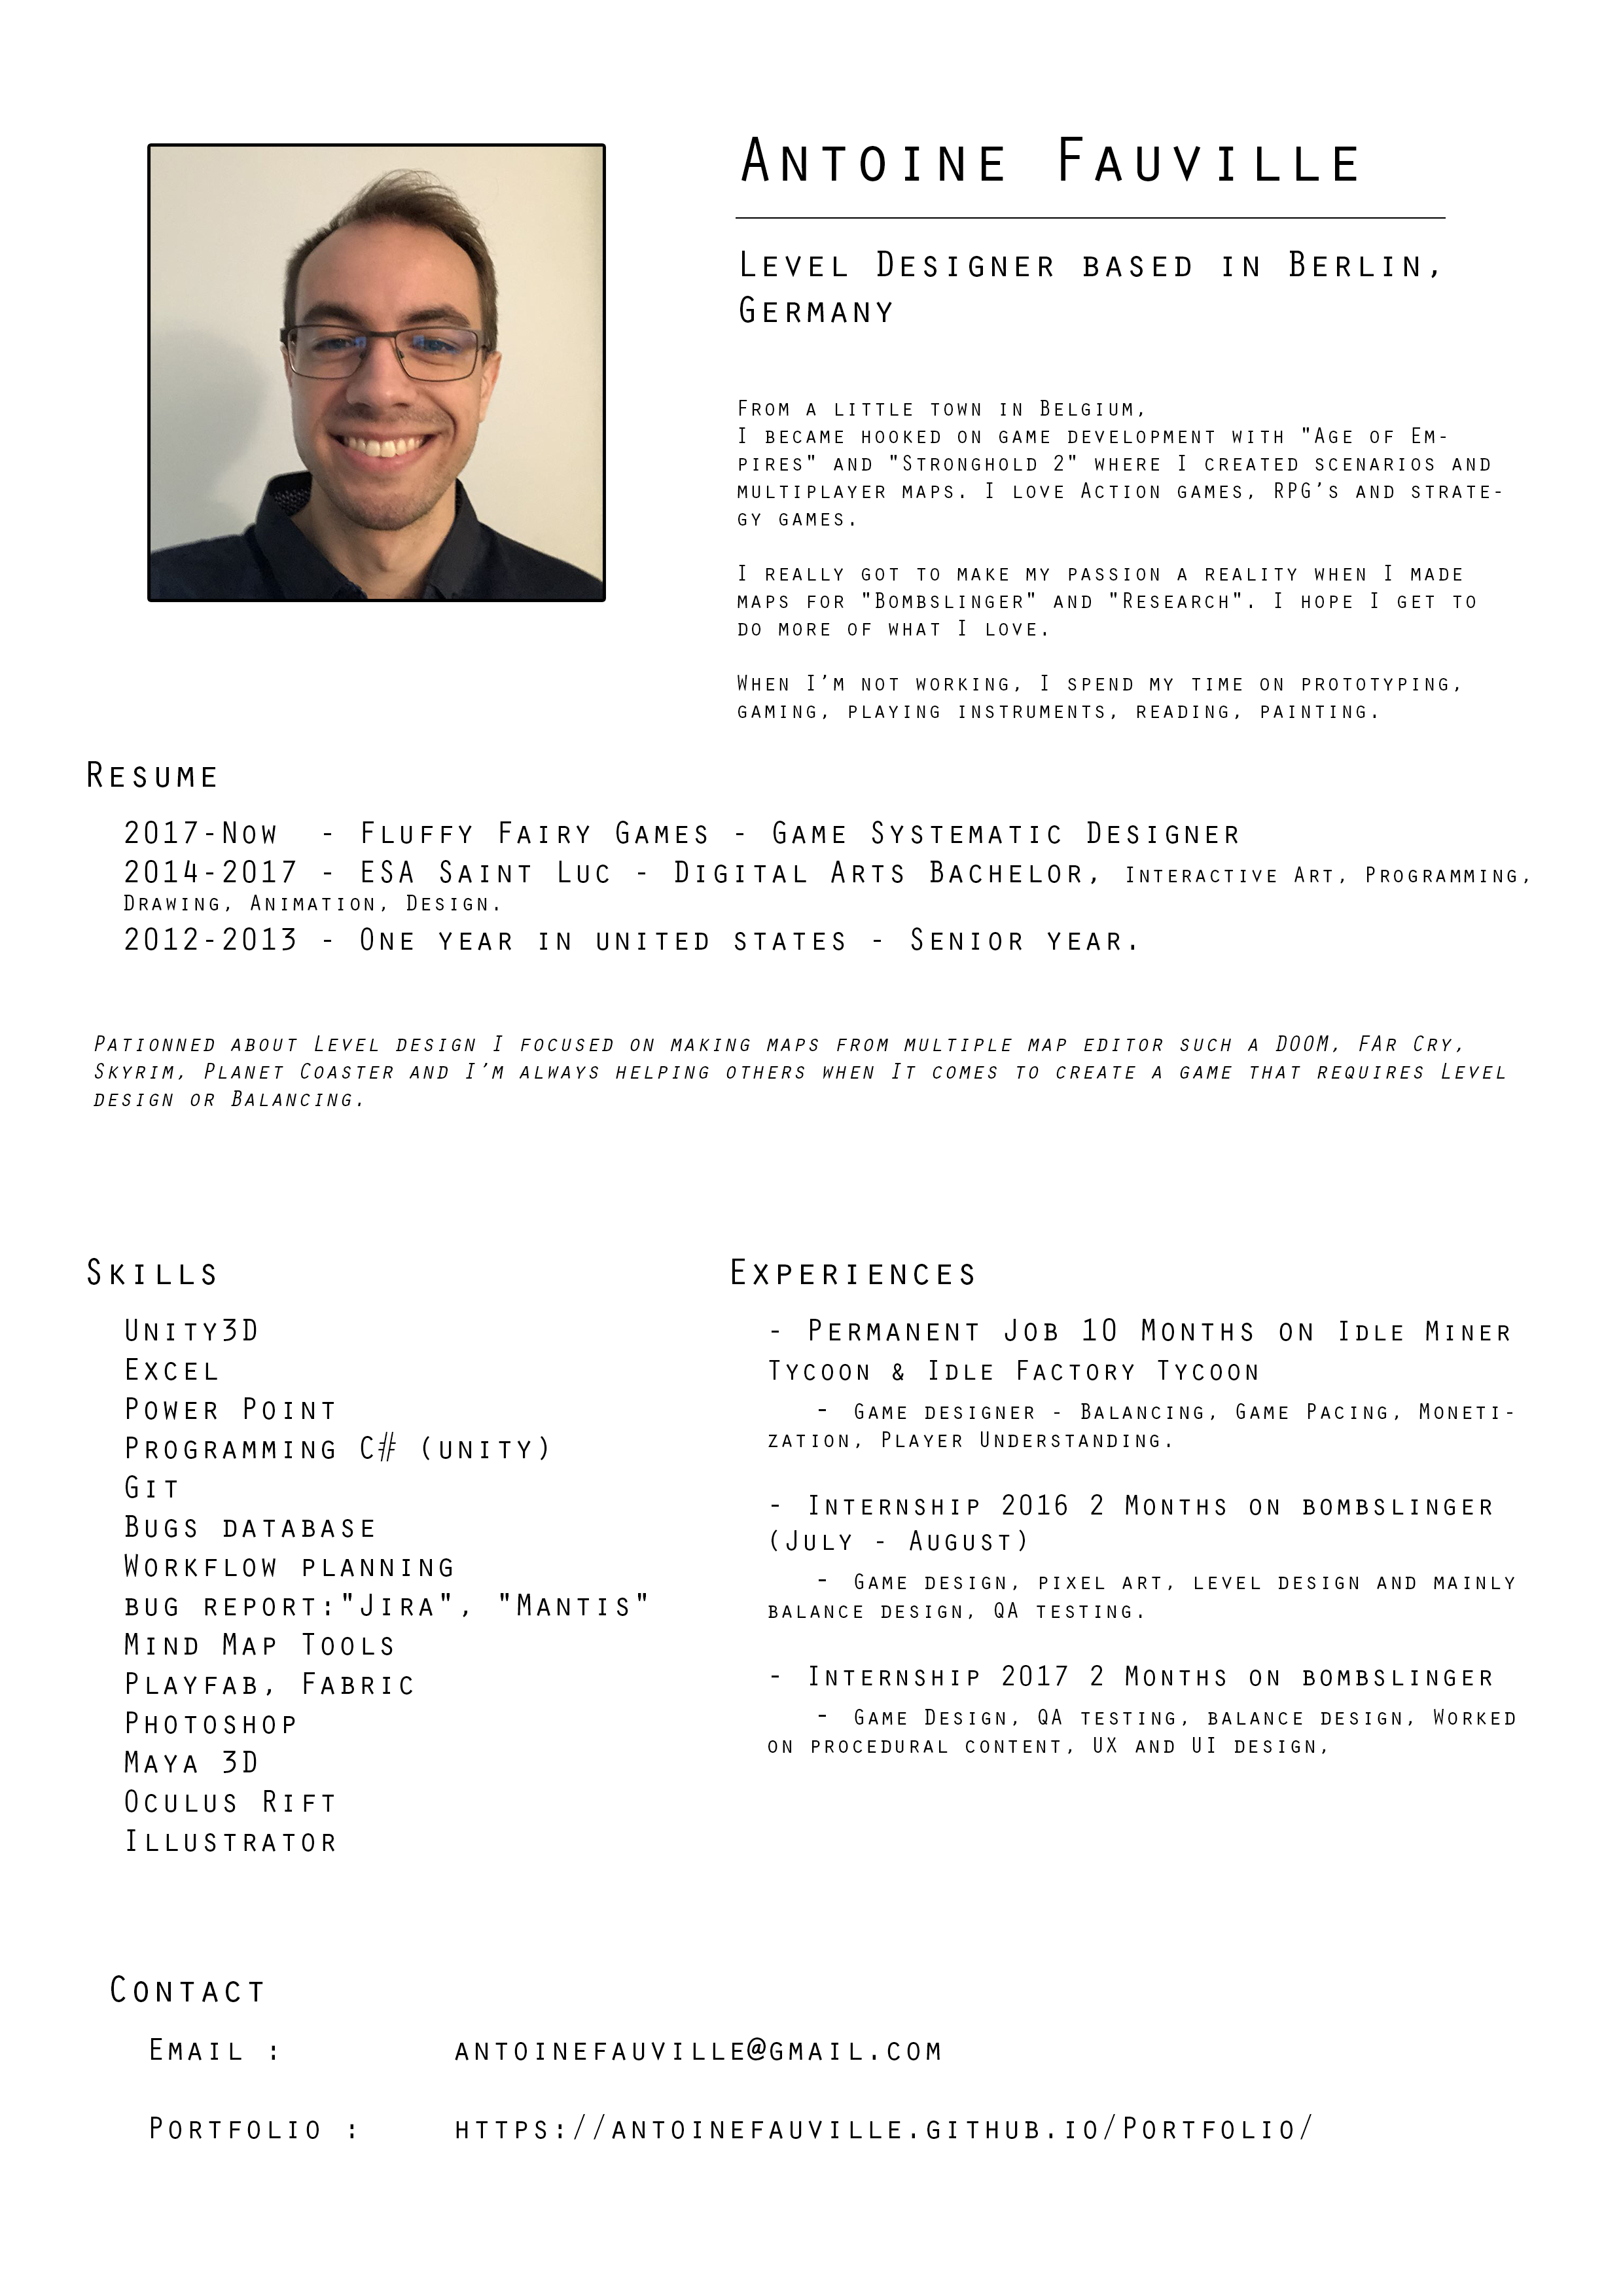 Antoine Fauville
Level Designer based in Berlin,
Germany
From a little town in Belgium,
I became hooked on game development with "Age of Em-
pires" and "Stronghold 2" where I created scenarios and
multiplayer maps. I love Action games, RPG’s and strate-
gy games.
I really got to make my passion a reality when I made
maps for "Bombslinger" and "Research". I hope I get to
do more of what I love.
When I’m not working, I spend my time on prototyping,
gaming, playing instruments, reading, painting.
Resume
2017-Now - Fluffy Fairy Games - Game Systematic Designer
2014-2017 - ESA Saint Luc - Digital Arts Bachelor, Interactive Art, Programming,
Drawing, Animation, Design.
2012-2013 - One year in united states - Senior year.
Pationned about Level design I focused on making maps from multiple map editor such a DOOM, FAr Cry,
Skyrim, Planet Coaster and I’m always helping others when It comes to create a game that requires Level
design or Balancing.
Skills
Unity3D
Excel
Power Point
Programming C# (unity)
Git
Bugs database
Workflow planning
bug report:"Jira", "Mantis"
Mind Map Tools
Playfab, Fabric
Photoshop
Maya 3D
Oculus Rift
Illustrator
Experiences
- Permanent Job 10 Months on Idle Miner
Tycoon & Idle Factory Tycoon
- Game designer - Balancing, Game Pacing, Moneti-
zation, Player Understanding.
- Internship 2016 2 Months on bombslinger
(July - August)
- Game design, pixel art, level design and mainly
balance design, QA testing.
- Internship 2017 2 Months on bombslinger
- Game Design, QA testing, balance design, Worked
on procedural content, UX and UI design,
Contact
Email : antoinefauville@gmail.com
Portfolio : https://antoinefauville.github.io/Portfolio/